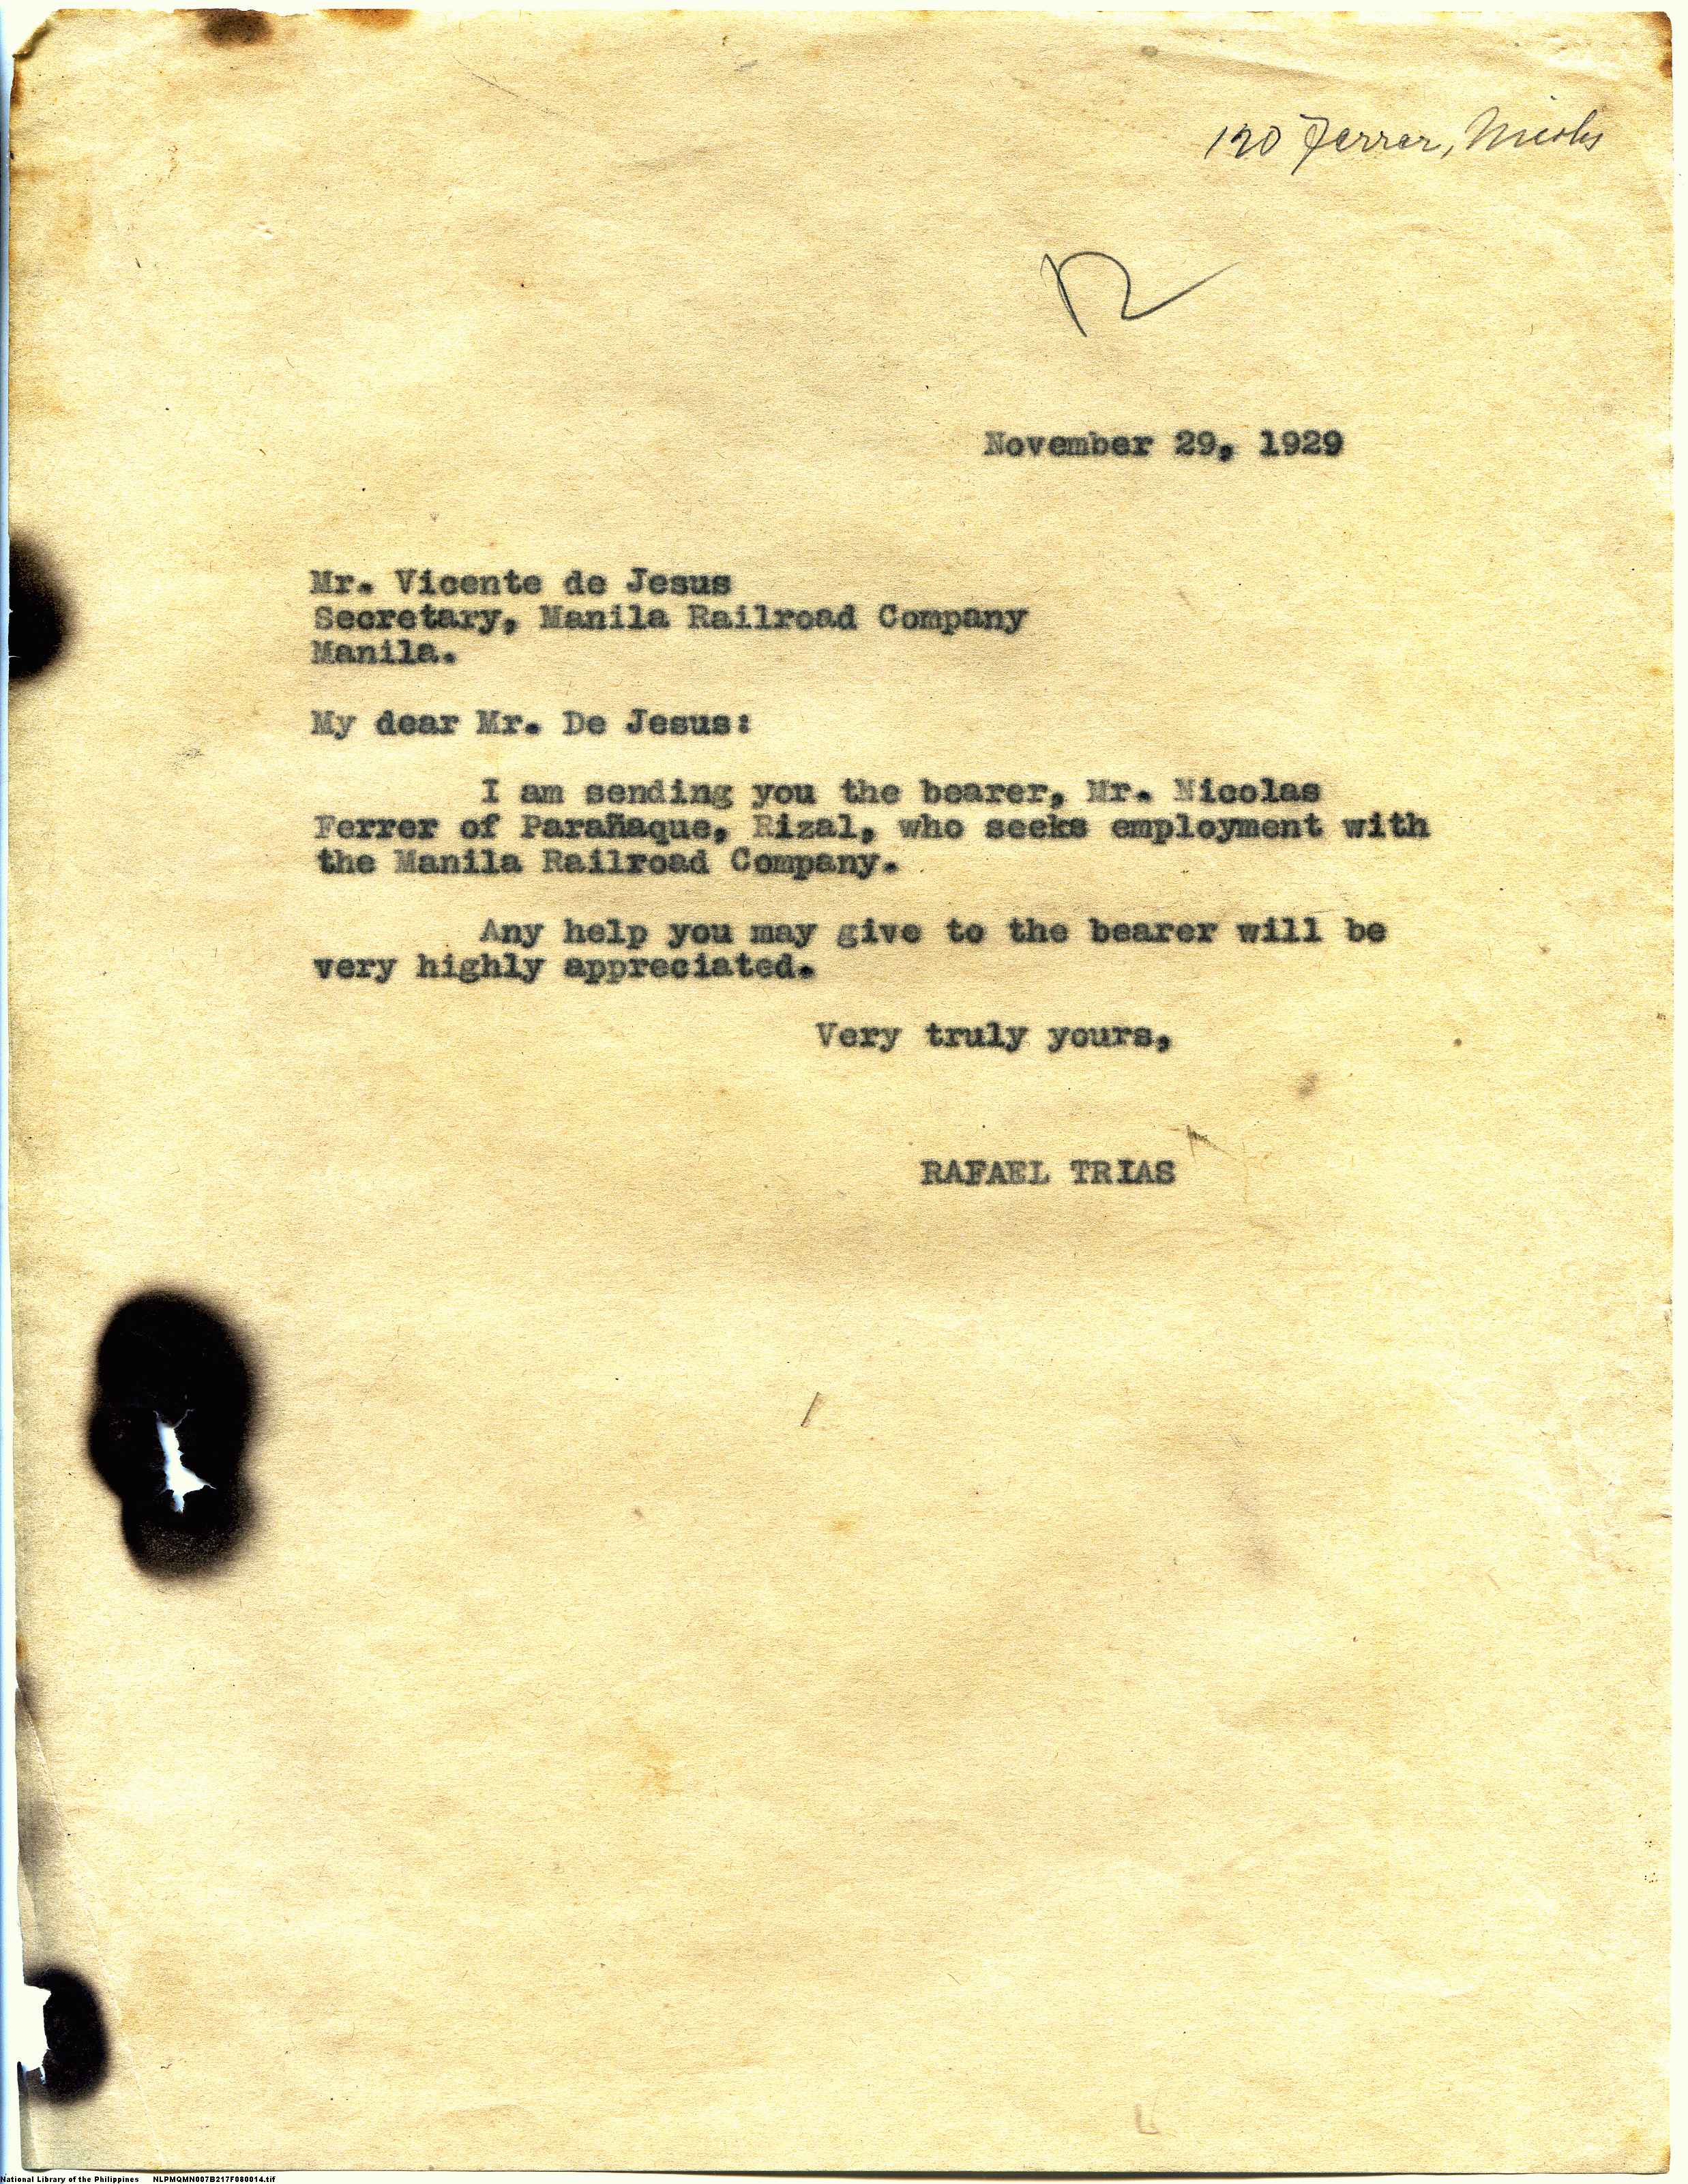 120 Ferrer, Nicolas
R
November 29, 1929
Mr. Vicente de Jesus
Secretary, Manila Railroad Company
Manila.
My dear Mr. De Jesus:
I am sending you the bearer, Mr. Nicolas
Ferrer of Parañaque, Rizal, who seeks employment with
the Manila Railroad Company.
Any help you may give to the bearer will be
very highly appreciated.
Very truly yours,
RAFAEL TRIAS
National Library of the Philippines NLPMQMN007B217F080014.tif